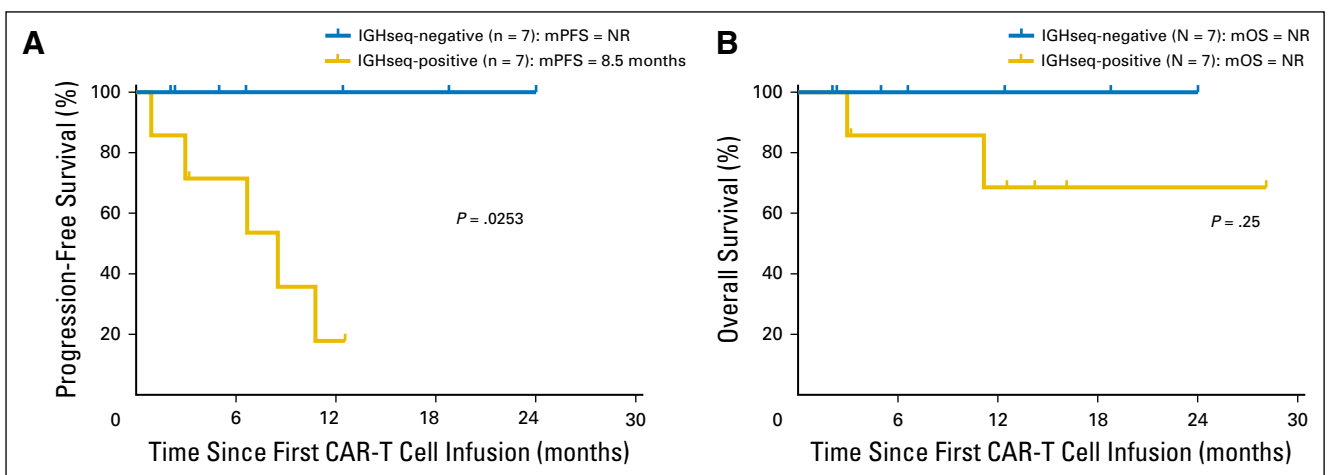 A
IGHseq-negative (n = 7): mPFS = NR
IGHseq-positive (n = 7): mPFS = 8.5 months
Progression-Free Survival (%)
100
80
60
40
20
0
P = .0253
6
12
18
24
30
Time Since First CAR-T Cell Infusion (months)
B
IGHseq-negative (N = 7): mOS = NR
IGHseq-positive (N = 7): mOS = NR
Overall Survival (%)
100
80
60
40
20
0
P = .25
6
12
18
24
30
Time Since First CAR-T Cell Infusion (months)